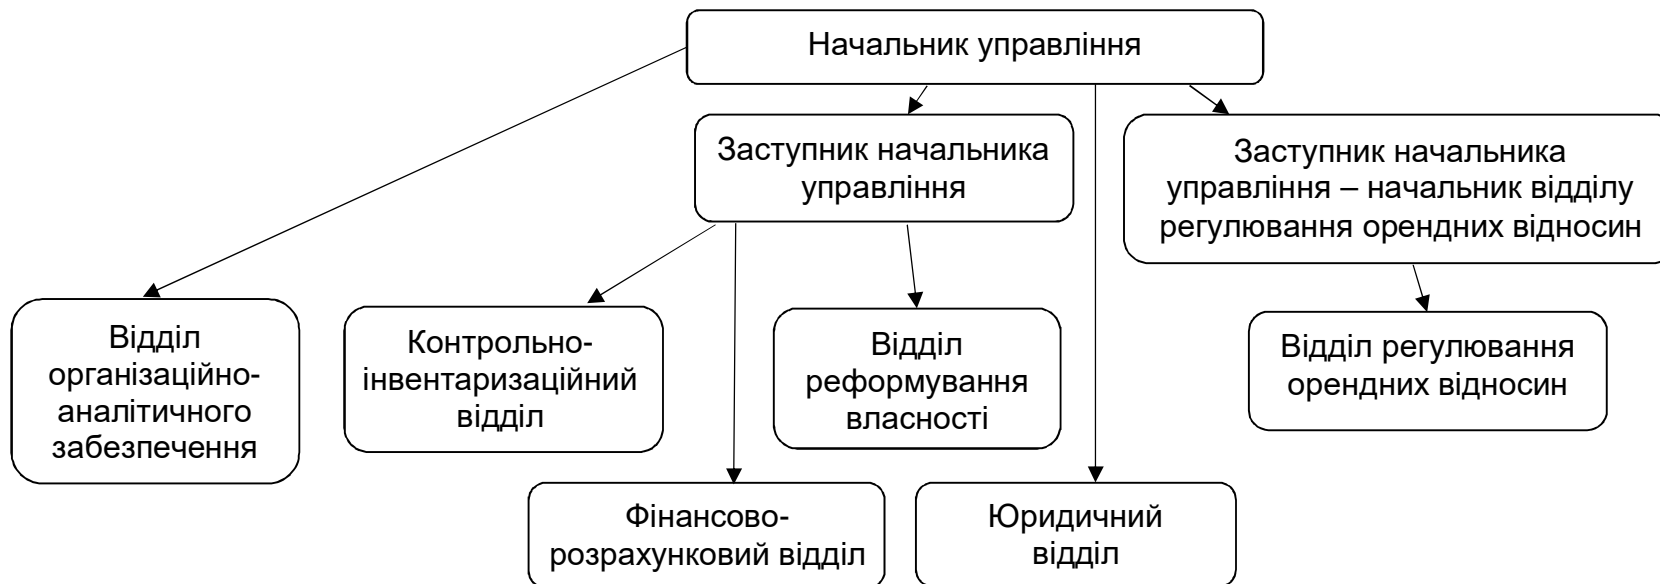 Начальник управління
Заступник начальника
управління
Заступник начальника
управління – начальник відділу
регулювання орендних відносин
Відділ
організаційно-
аналітичного
забезпечення
Контрольно-
інвентаризаційний
відділ
Відділ
реформування
власності
Відділ регулювання
орендних відносин
Фінансово-
розрахунковий відділ
Юридичний
відділ